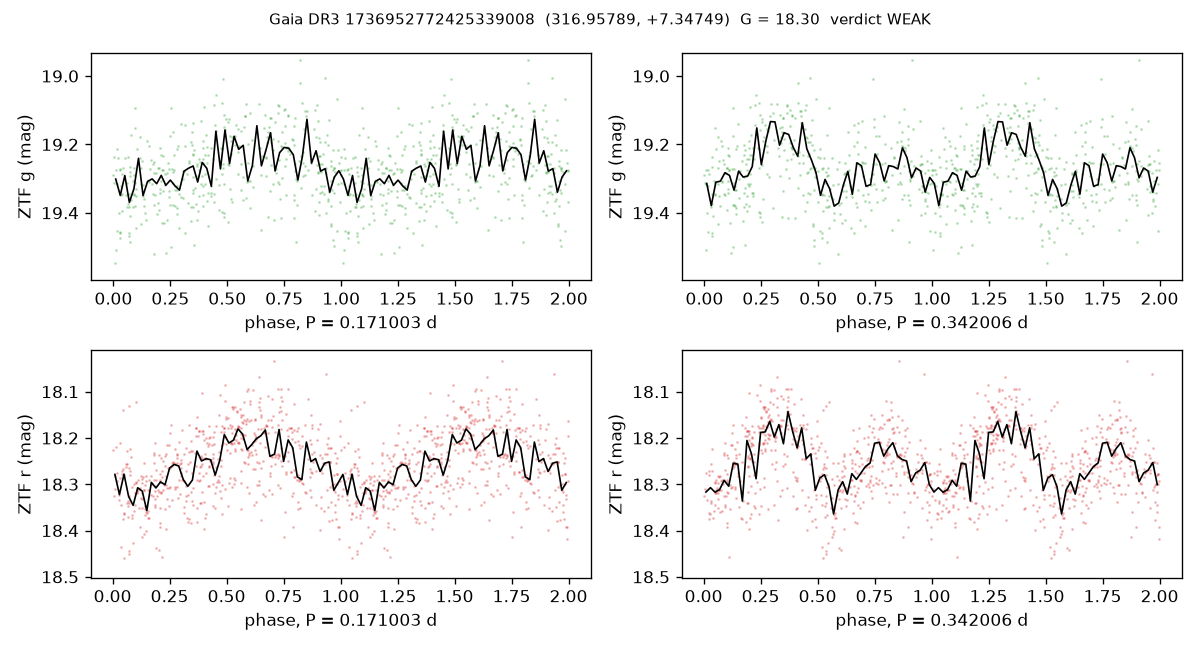 Gaia DR3 1736952772425339008  (316.95789, +7.34749)  G = 18.30  verdict WEAK
ZTF g (mag)
19.0
19.2
19.4
0.00 0.25 0.50 0.75 1.00 1.25 1.50 1.75 2.00
phase, P = 0.171003 d
ZTF g (mag)
19.0
19.2
19.4
0.00 0.25 0.50 0.75 1.00 1.25 1.50 1.75 2.00
phase, P = 0.342006 d
ZTF r (mag)
18.1
18.2
18.3
18.4
18.5
0.00 0.25 0.50 0.75 1.00 1.25 1.50 1.75 2.00
phase, P = 0.171003 d
ZTF r (mag)
18.1
18.2
18.3
18.4
18.5
0.00 0.25 0.50 0.75 1.00 1.25 1.50 1.75 2.00
phase, P = 0.342006 d